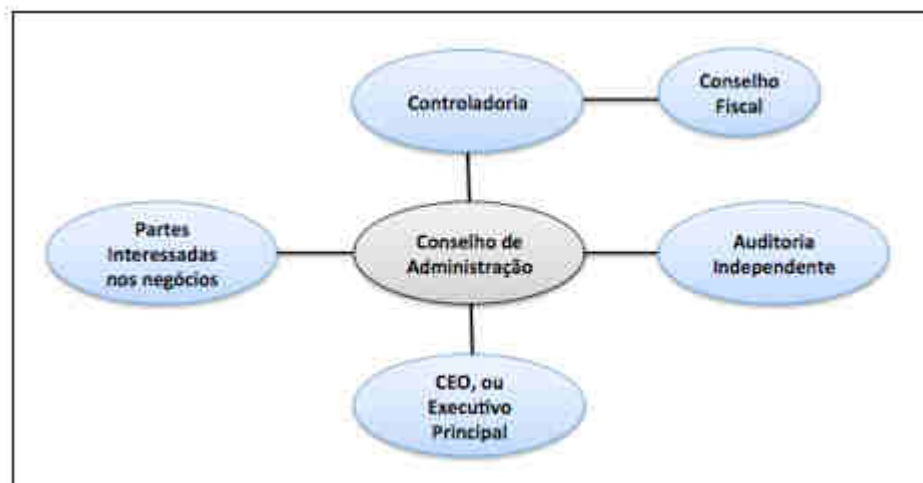 Controladoria
Conselho
Fiscal
Partes
Interessadas
nos negócios
Conselho de
Administração
Auditoria
Independente
CEO, ou
Executivo
Principal